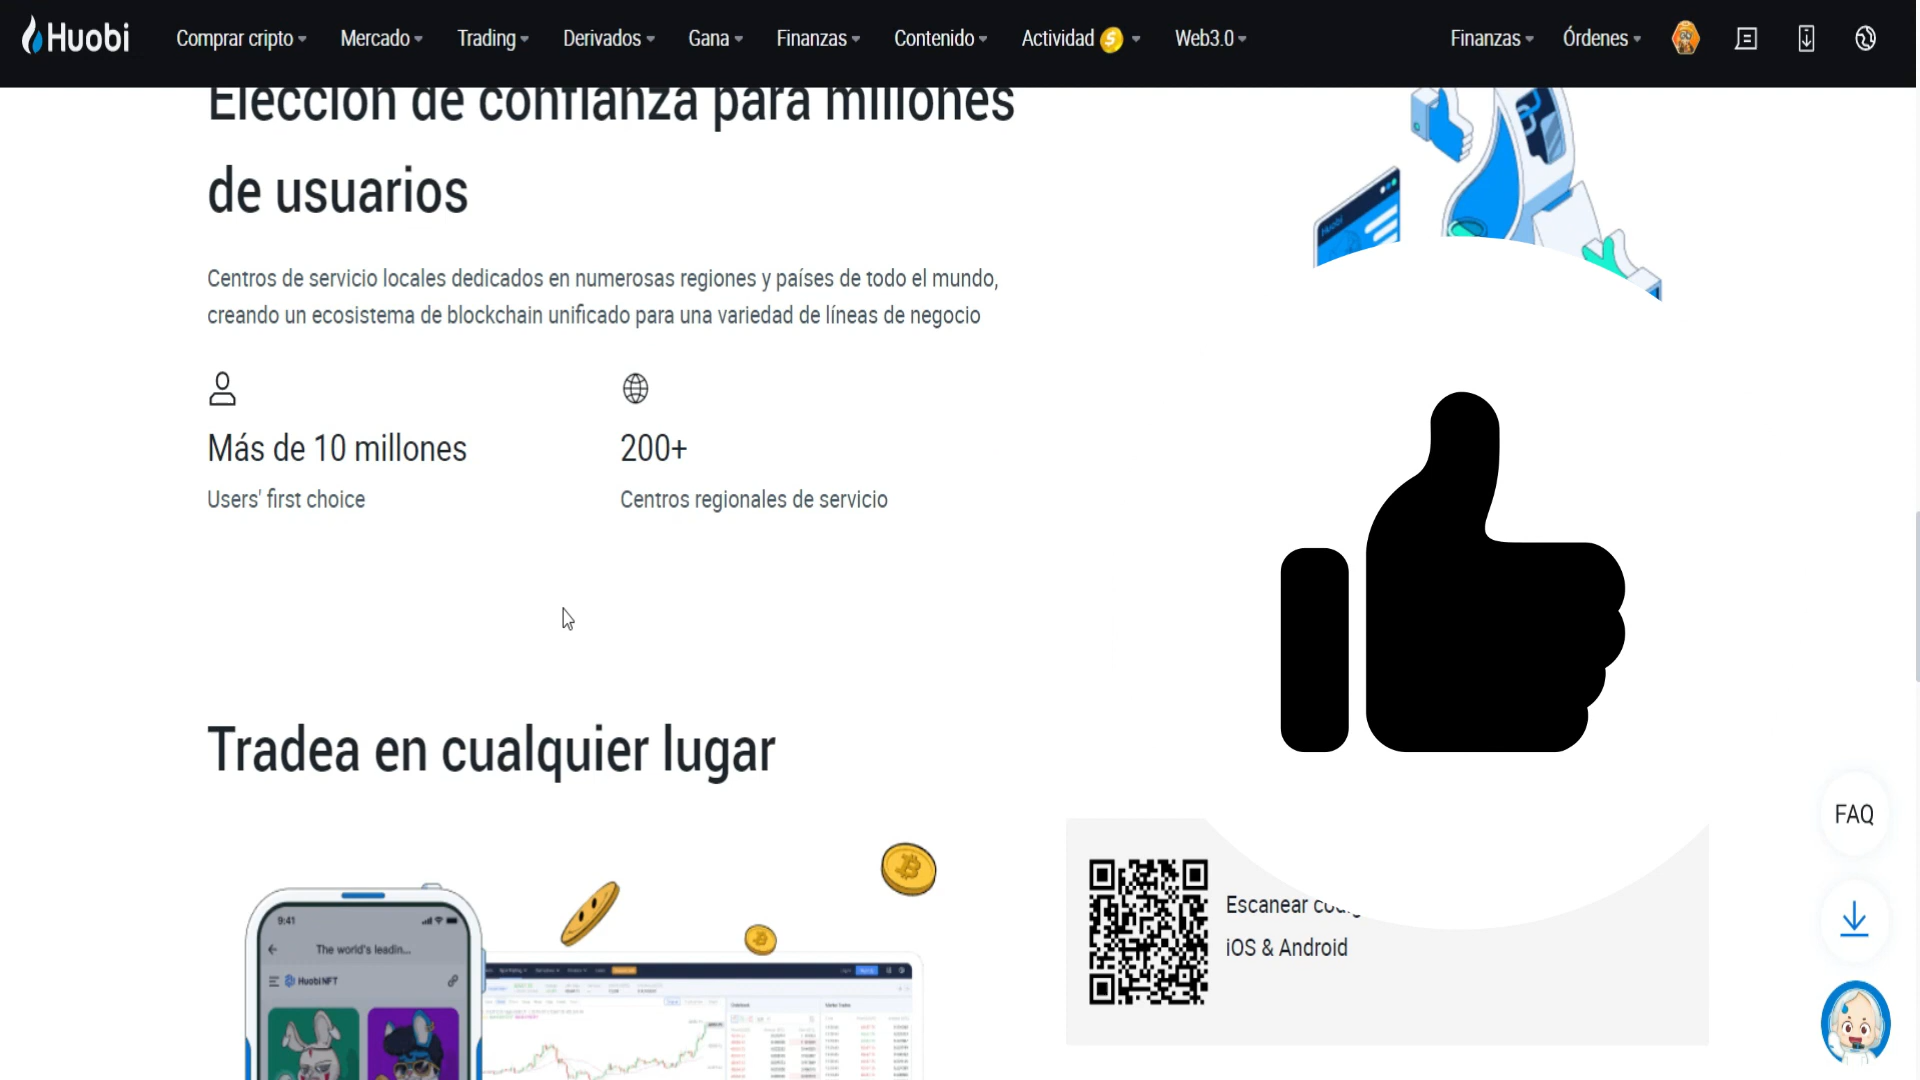 Huobi
Comprar cripto
Mercado
Trading
Derivados
Gana
Finanzas
Contenido
Actividad
Web3.0
Finanzas
Órdenes
Elección de confianza para millones
de usuarios
Centros de servicio locales dedicados en numerosas regiones y países de todo el mundo,
creando un ecosistema de blockchain unificado para una variedad de líneas de negocio
Más de 10 millones
200+
Users' first choice
Centros regionales de servicio
Tradea en cualquier lugar
FAQ
Escanear
iOS & Android
9:41
The world's leadin...
Huobi NFT